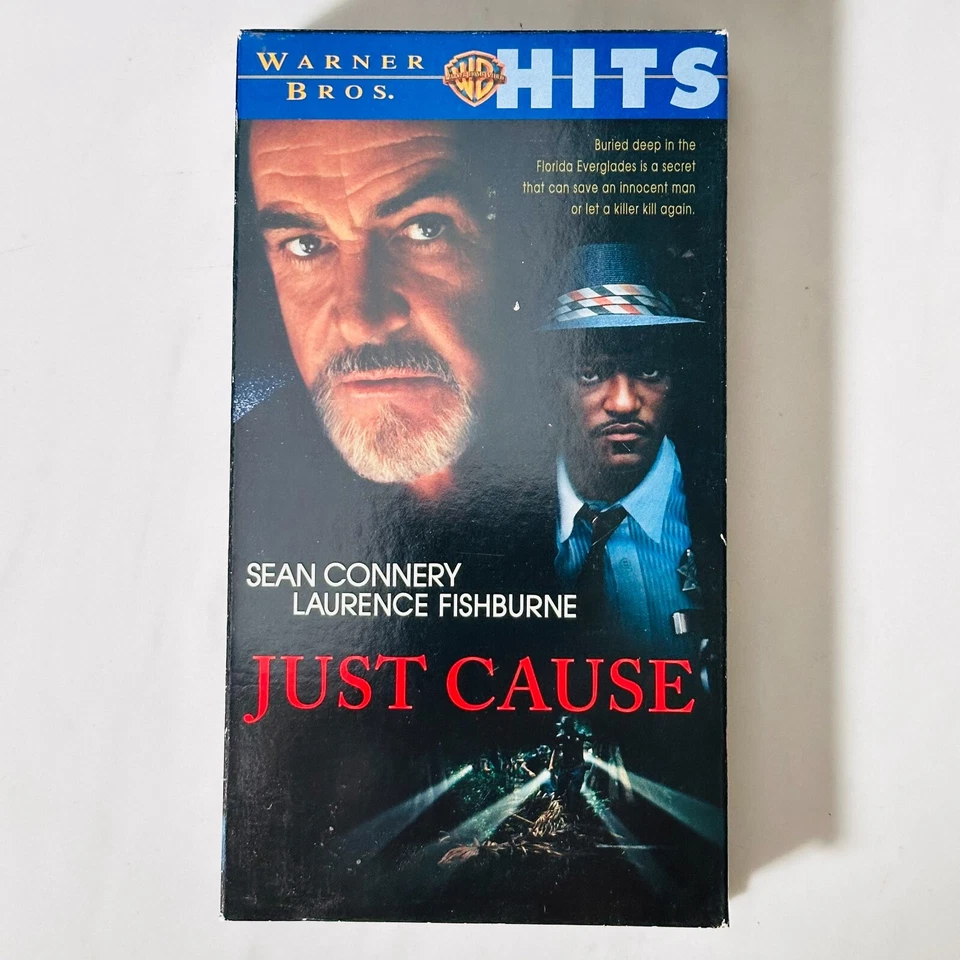 WARNER BROS. HITS
Buried deep in the
Florida Everglades is a secret
that can save an innocent man
or let a killer kill again.
SEAN CONNERY
LAURENCE FISHBURNE
JUST CAUSE